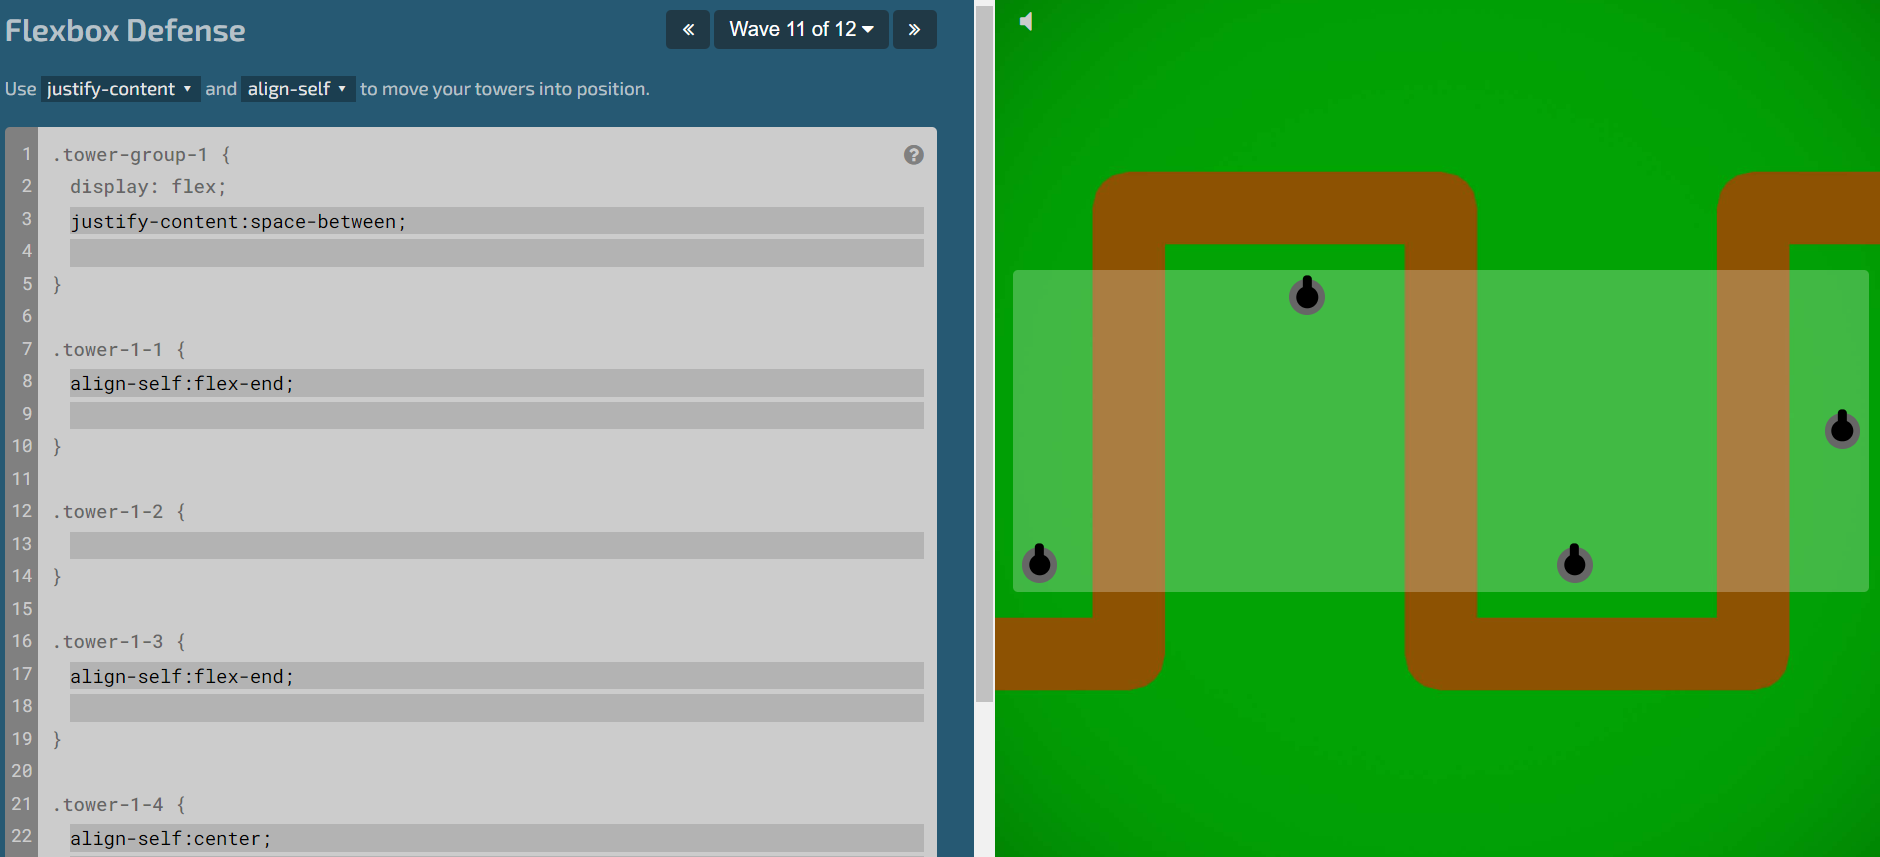 Flexbox Defense
« Wave 11 of 12 »
Use justify-content and align-self to move your towers into position.
1 .tower-group-1 { ?
2 display: flex;
3 justify-content:space-between;
4
5 }
6
7 .tower-1-1 {
8 align-self:flex-end;
9
10 }
11
12 .tower-1-2 {
13
14 }
15
16 .tower-1-3 {
17 align-self:flex-end;
18
19 }
20
21 .tower-1-4 {
22 align-self:center;